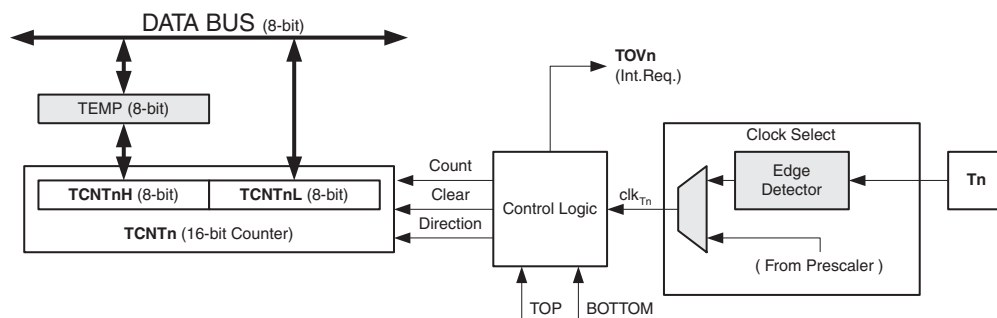 DATA BUS (8-bit)
TOVn
(Int.Req.)
TEMP (8-bit)
Clock Select
Count
Edge
Detector
Tn
TCNTnH (8-bit)
TCNTnL (8-bit)
Clear
Control Logic
clkTn
TCNTn (16-bit Counter)
Direction
( From Prescaler )
TOP
BOTTOM